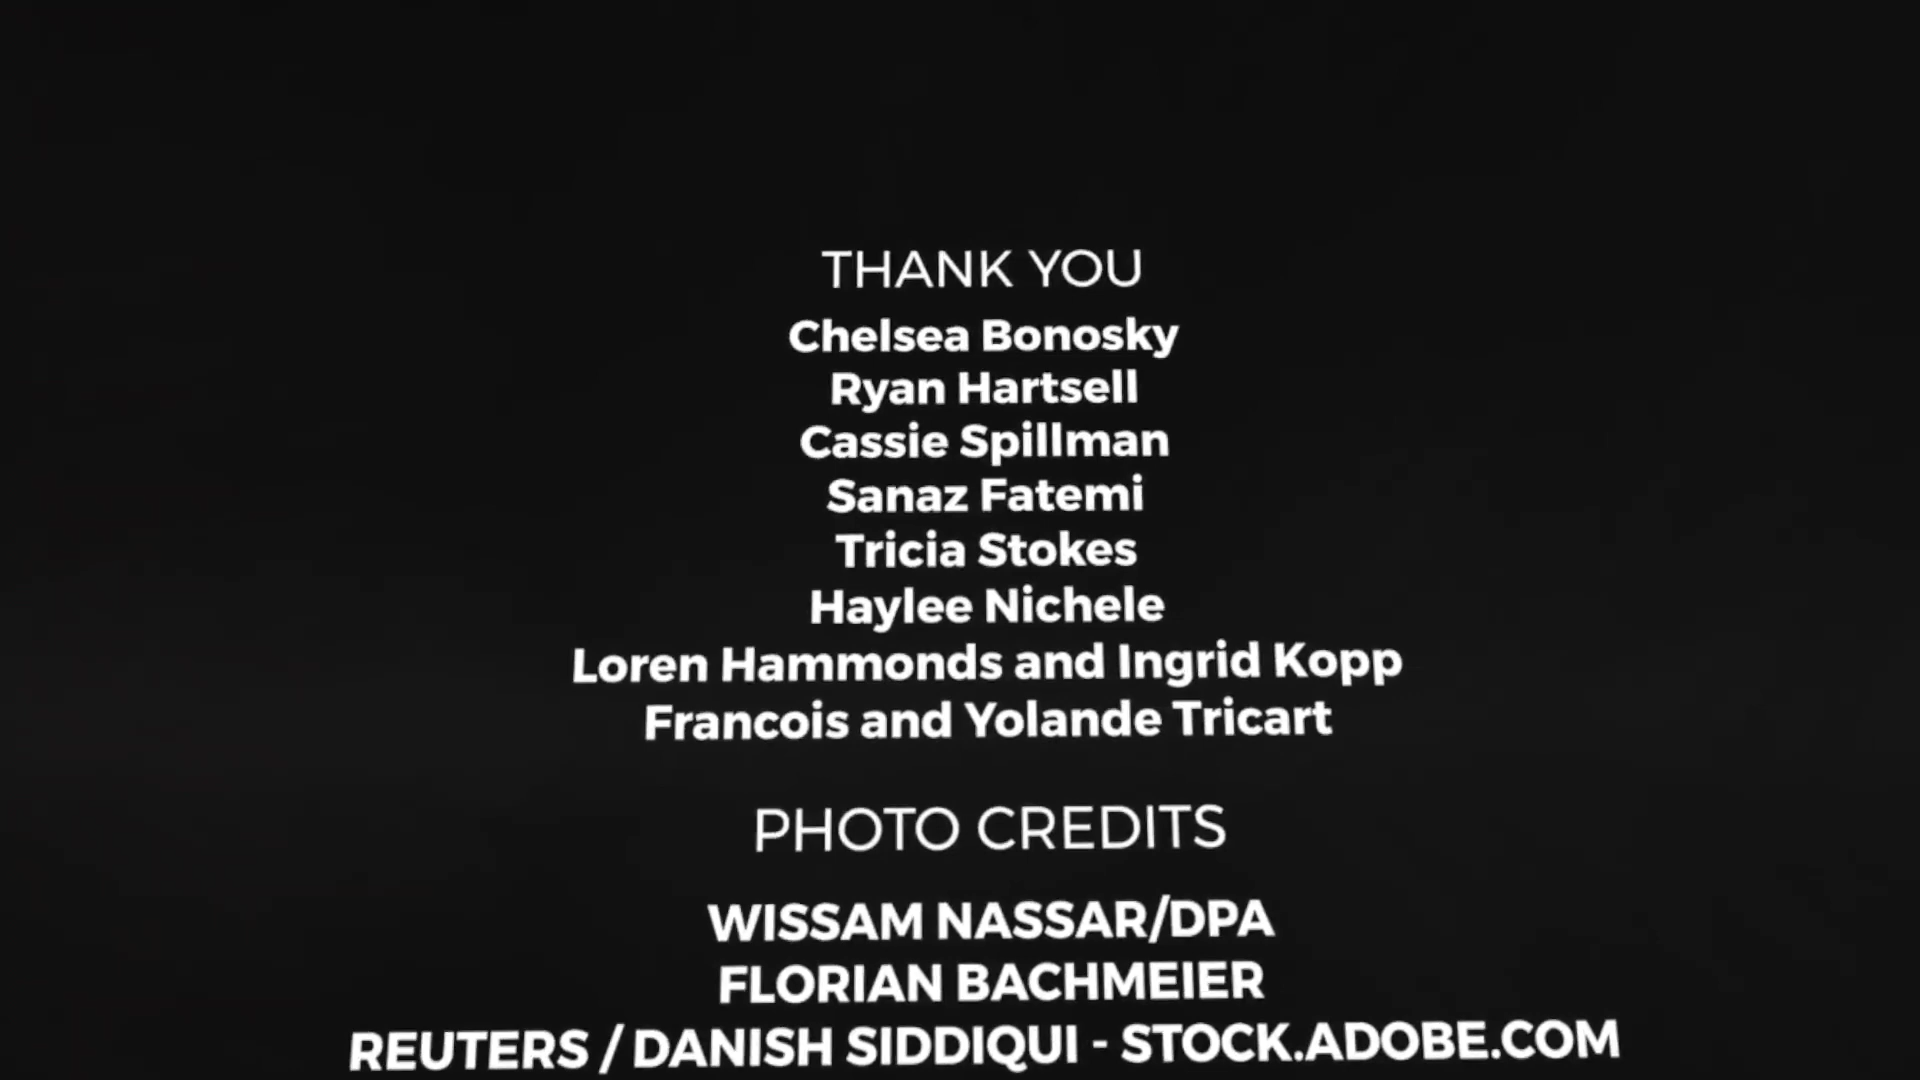 THANK YOU
Chelsea Bonosky
Ryan Hartsell
Cassie Spillman
Sanaz Fatemi
Tricia Stokes
Haylee Nichele
Loren Hammonds and Ingrid Kopp
Francois and Yolande Tricart
PHOTO CREDITS
WISSAM NASSAR/DPA
FLORIAN BACHMEIER
REUTERS / DANISH SIDDIQUI - STOCK.ADOBE.COM